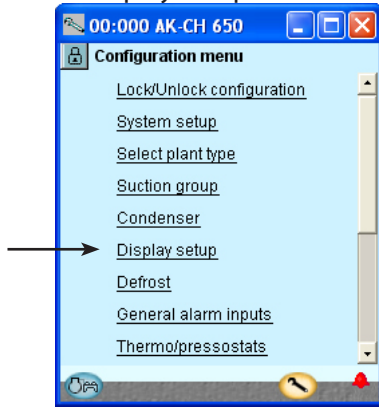 00:000 AK-CH 650
Configuration menu
Lock/Unlock configuration
System setup
Select plant type
Suction group
Condenser
Display setup
Defrost
General alarm inputs
Thermo/pressostats